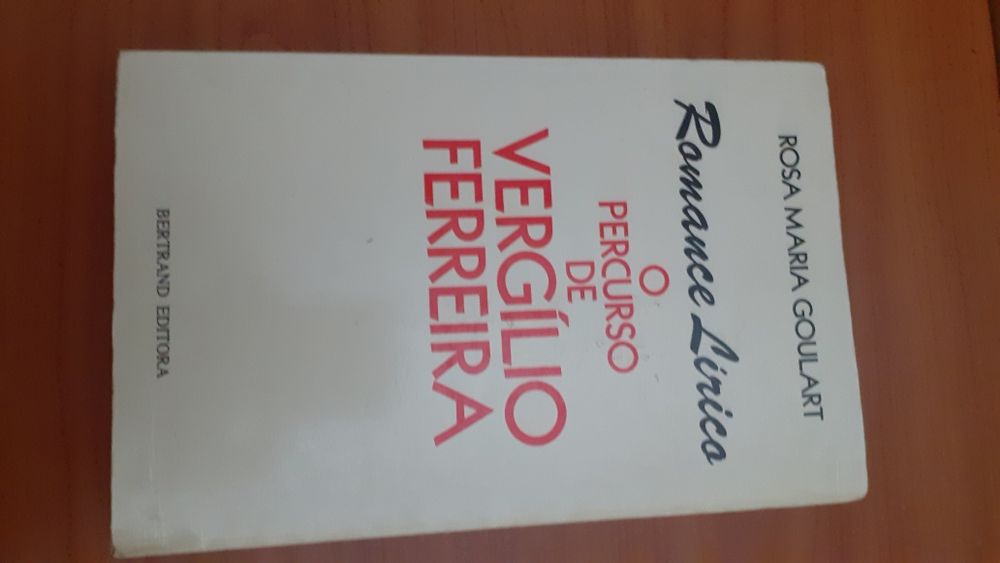 ROSA MARIA GOULART
Romance Lírico
O
PERCURSO
DE
VERGÍLIO
FERREIRA
BERTRAND EDITORA